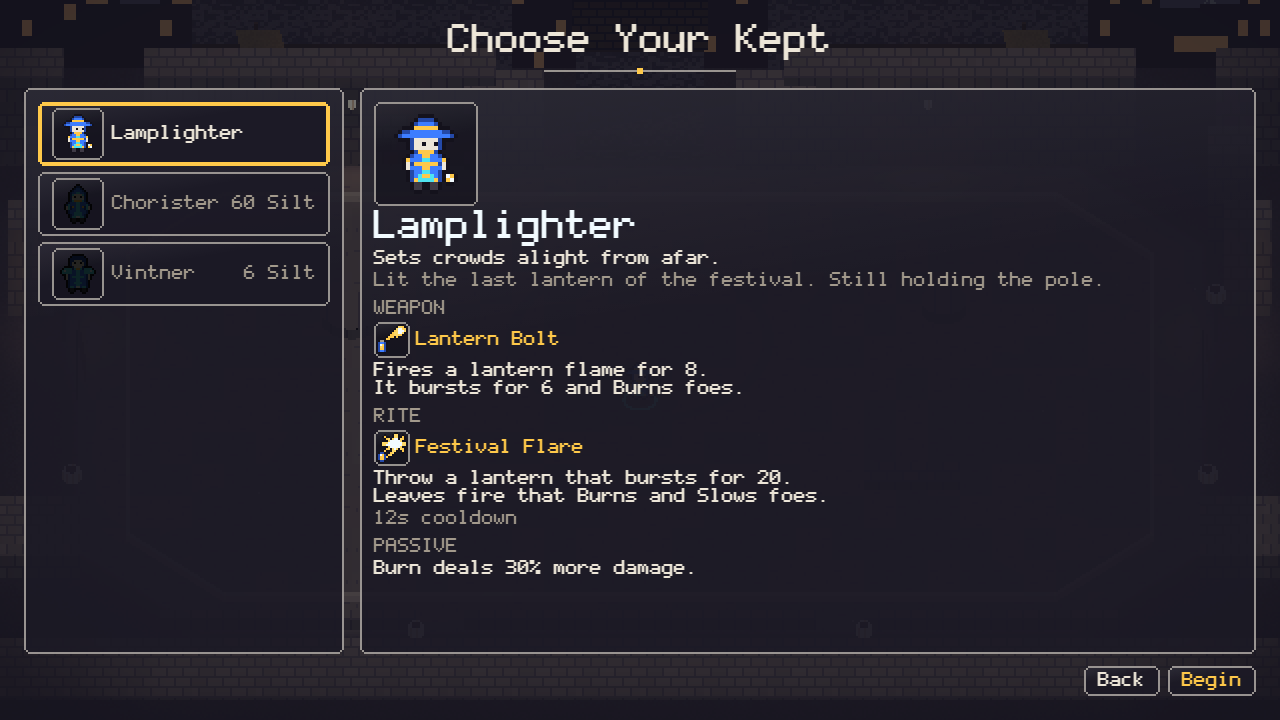 Choose Your Kept
Lamplighter
Chorister 60 Silt
Vintner 6 Silt
Lamplighter
Sets crowds alight from afar.
Lit the last lantern of the festival. Still holding the pole.
WEAPON
Lantern Bolt
Fires a lantern flame for 8.
It bursts for 6 and Burns foes.
RITE
Festival Flare
Throw a lantern that bursts for 20.
Leaves fire that Burns and Slows foes.
12s cooldown
PASSIVE
Burn deals 30% more damage.
Back
Begin